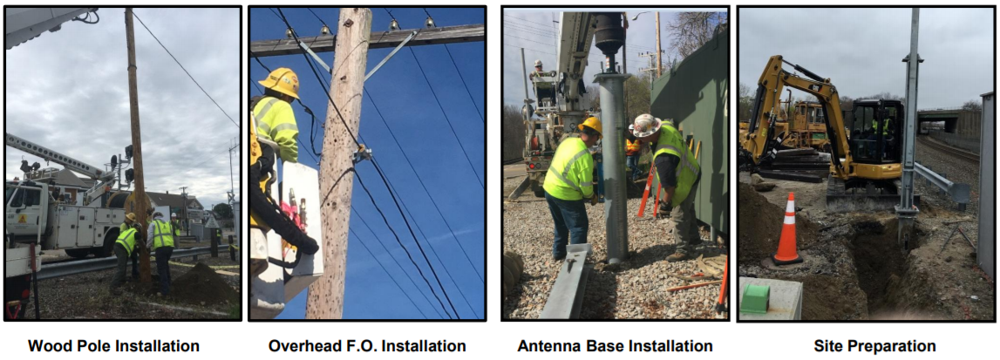 Wood Pole Installation
Overhead F.O. Installation
Antenna Base Installation
Site Preparation